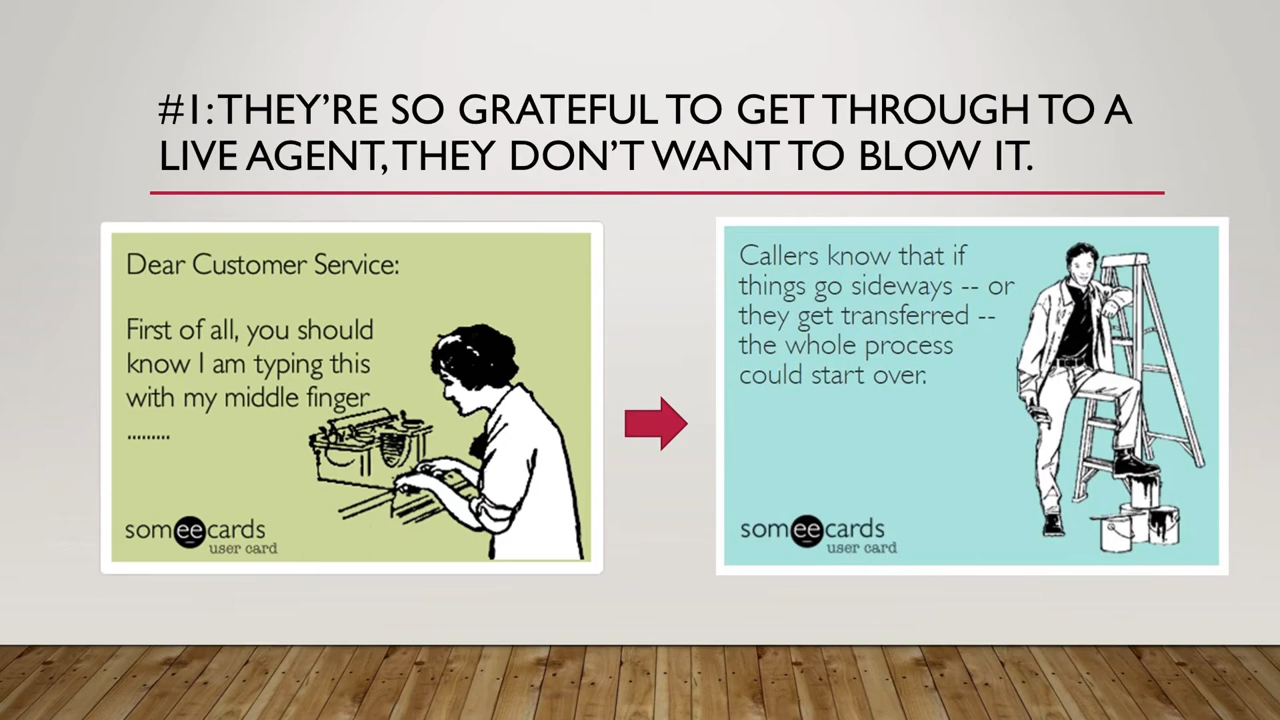 #1: THEY'RE SO GRATEFUL TO GET THROUGH TO A
LIVE AGENT, THEY DON'T WANT TO BLOW IT.
Dear Customer Service:
First of all, you should
know I am typing this
with my middle finger
.........
someecards
user card
Callers know that if
things go sideways -- or
they get transferred --
the whole process
could start over.
someecards
user card